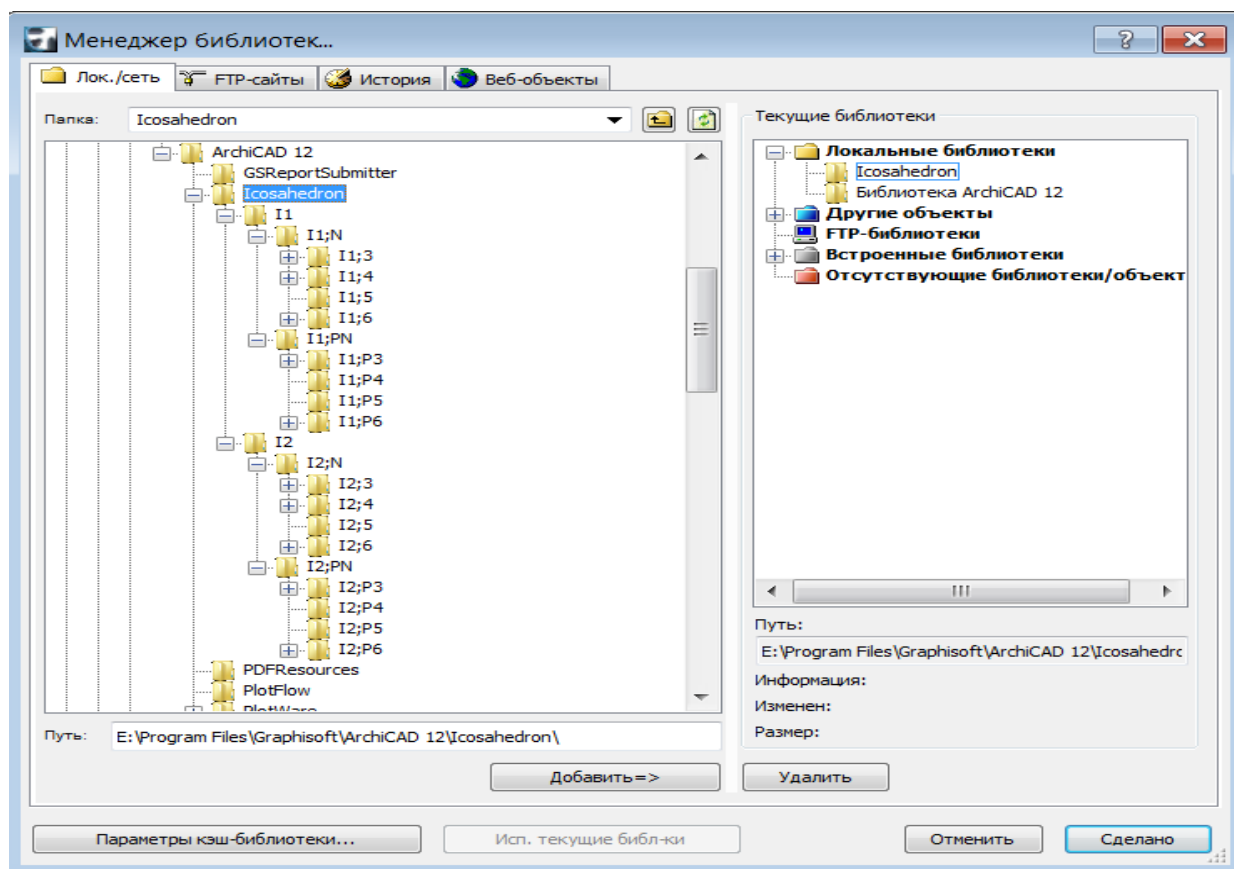 Менеджер библиотек...
Лок./сеть FTP-сайты История Веб-объекты
Папка: Icosahedron
ArchiCAD 12
GSReportSubmitter
Icosahedron
I1
I1;N
I1;3
I1;4
I1;5
I1;6
I1;PN
I1;P3
I1;P4
I1;P5
I1;P6
I2
I2;N
I2;3
I2;4
I2;5
I2;6
I2;PN
I2;P3
I2;P4
I2;P5
I2;P6
PDFResources
PlotFlow
PlotWare
Путь: E:\Program Files\Graphisoft\ArchiCAD 12\Icosahedron\
Добавить=>
Текущие библиотеки
Локальные библиотеки
Icosahedron
Библиотека ArchiCAD 12
Другие объекты
FTP-библиотеки
Встроенные библиотеки
Отсутствующие библиотеки/объект
Путь:
E:\Program Files\Graphisoft\ArchiCAD 12\Icosahedrc
Информация:
Изменен:
Размер:
Удалить
Параметры кэш-библиотеки... Исп. текущие библ-ки Отменить Сделано